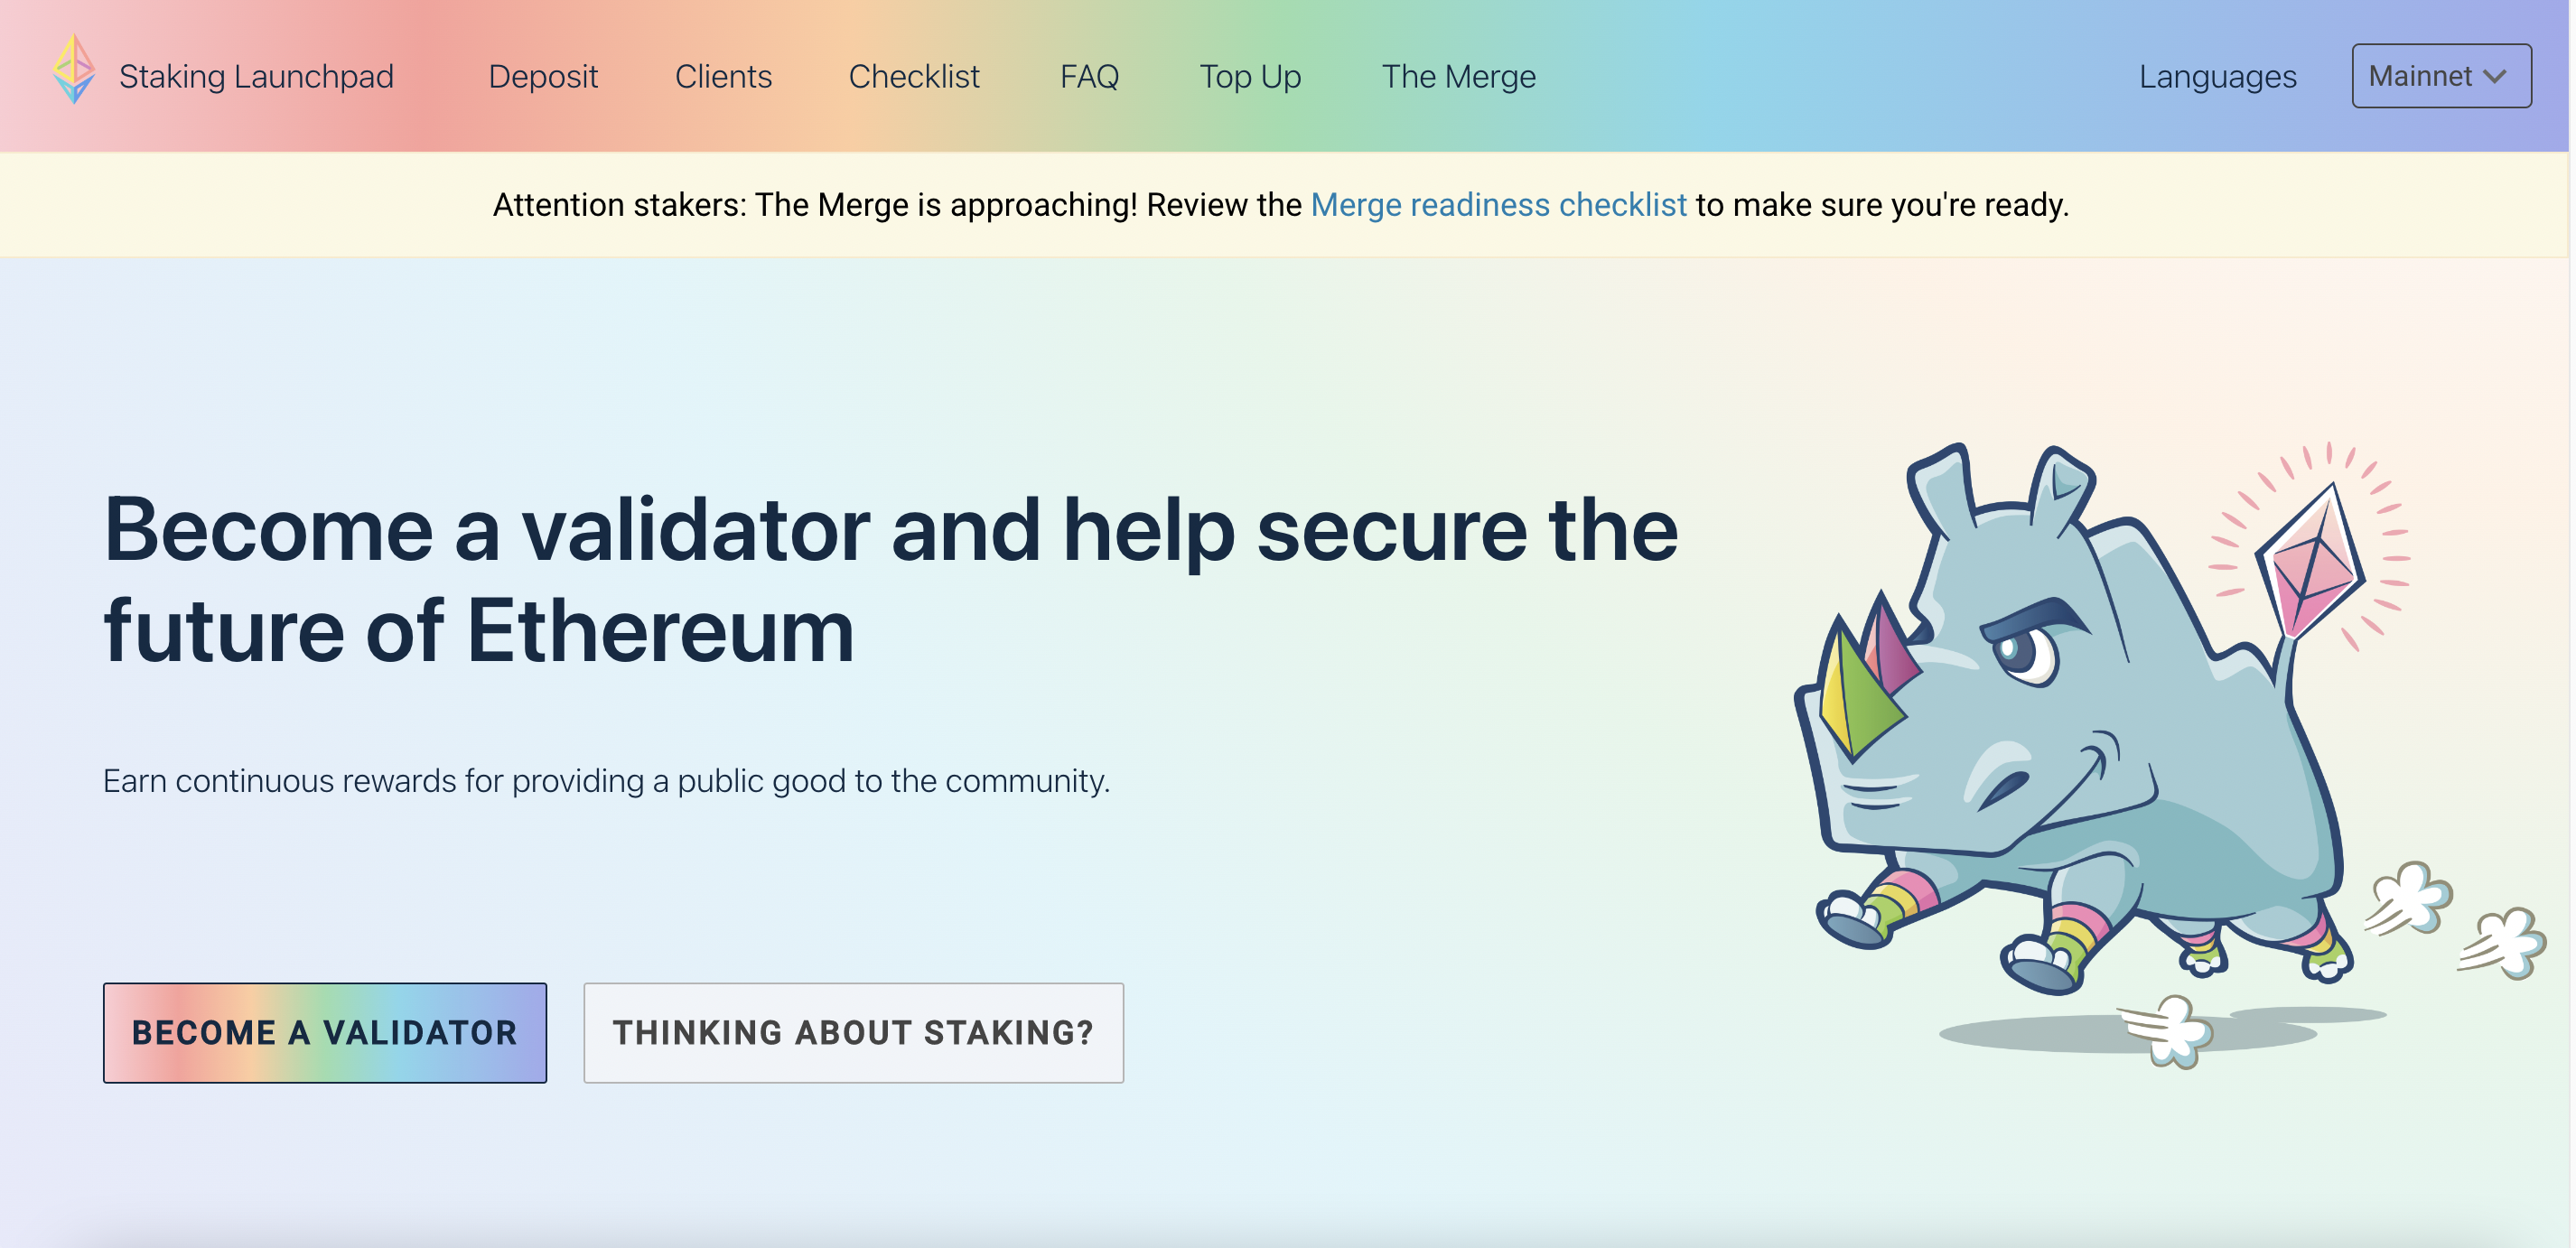 Staking Launchpad Deposit Clients Checklist FAQ Top Up The Merge Languages Mainnet
Attention stakers: The Merge is approaching! Review the Merge readiness checklist to make sure you're ready.
Become a validator and help secure the
future of Ethereum
Earn continuous rewards for providing a public good to the community.
BECOME A VALIDATOR THINKING ABOUT STAKING?